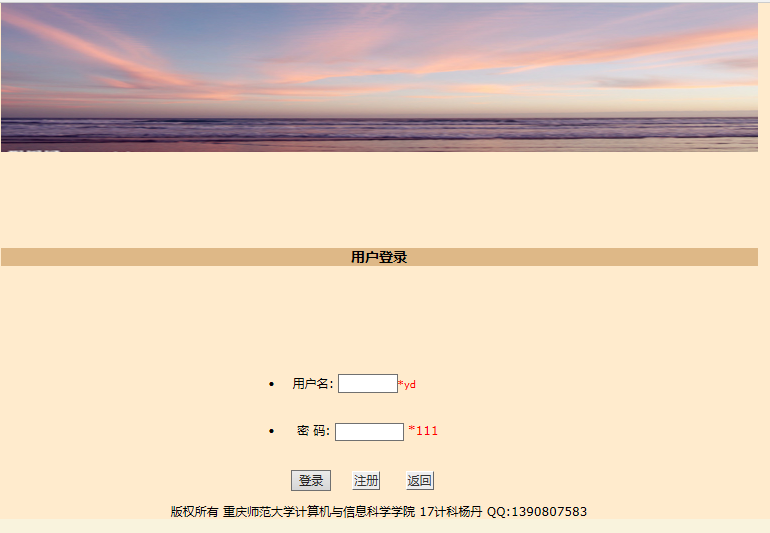 用户登录
用户名: *yd
密 码: *111
登录 注册 返回
版权所有 重庆师范大学计算机与信息科学学院 17计科杨丹 QQ:1390807583